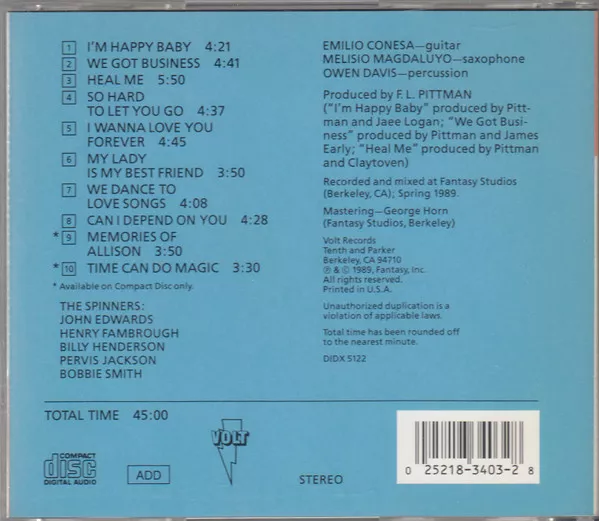 1 I'M HAPPY BABY 4:21
2 WE GOT BUSINESS 4:41
3 HEAL ME 5:50
4 SO HARD
TO LET YOU GO 4:37
5 I WANNA LOVE YOU
FOREVER 4:45
6 MY LADY
IS MY BEST FRIEND 3:50
7 WE DANCE TO
LOVE SONGS 4:08
8 CAN I DEPEND ON YOU 4:28
* 9 MEMORIES OF
ALLISON 3:50
* 10 TIME CAN DO MAGIC 3:30
* Available on Compact Disc only.
THE SPINNERS:
JOHN EDWARDS
HENRY FAMBROUGH
BILLY HENDERSON
PERVIS JACKSON
BOBBIE SMITH
EMILIO CONESA—guitar
MELISIO MAGDALUYO—saxophone
OWEN DAVIS—percussion
Produced by F. L. PITTMAN
("I'm Happy Baby" produced by Pitt-
man and Jaee Logan; "We Got Busi-
ness" produced by Pittman and James
Early; "Heal Me" produced by Pittman
and Claytoven)
Recorded and mixed at Fantasy Studios
(Berkeley, CA); Spring 1989.
Mastering—George Horn
(Fantasy Studios, Berkeley)
Volt Records
Tenth and Parker
Berkeley, CA 94710
℗ & © 1989, Fantasy, Inc.
All rights reserved.
Printed in U.S.A.
Unauthorized duplication is a
violation of applicable laws.
Total time has been rounded off
to the nearest minute.
DIDX 5122
TOTAL TIME 45:00
COMPACT
disc
DIGITAL AUDIO
ADD
VOLT
STEREO
0 25218-3403-2 8